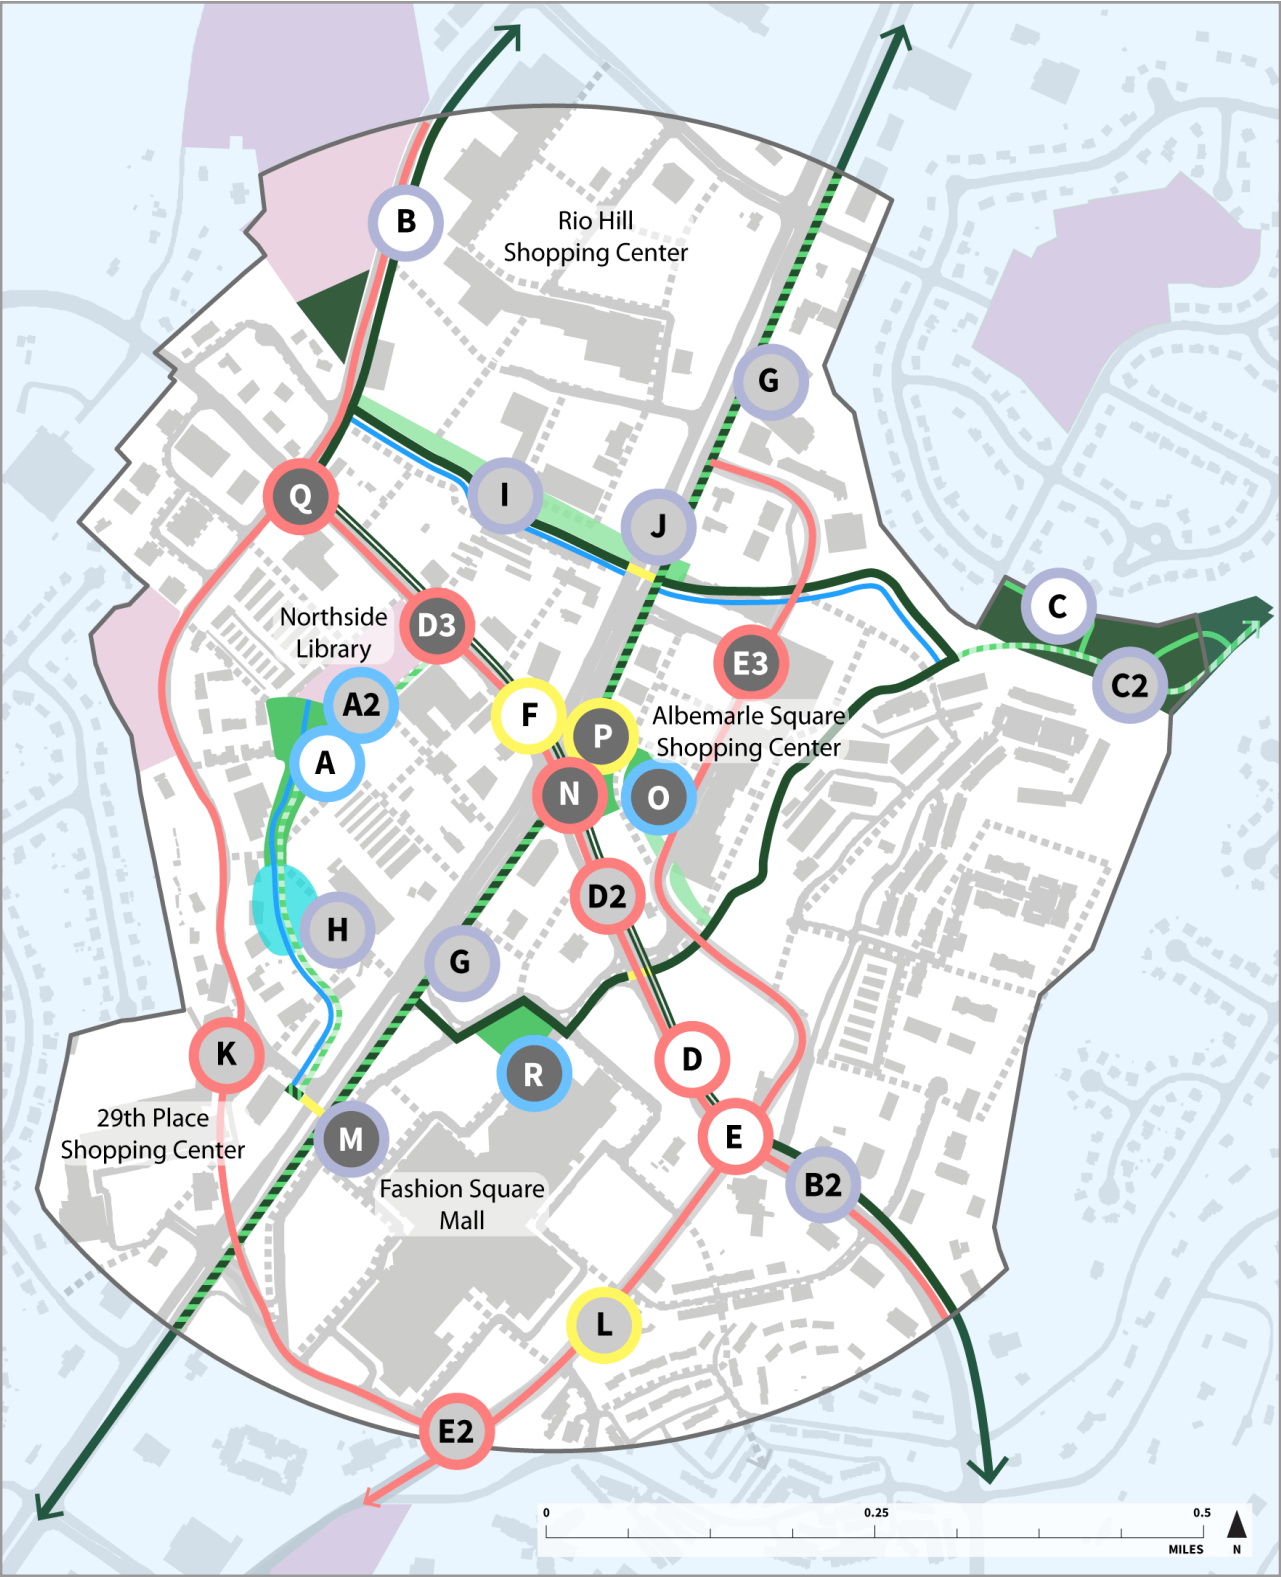 B
Rio Hill
Shopping Center
G
Q
I
J
C
Northside
Library
D3
E3
C2
A2
F
P
Albemarle Square
Shopping Center
A
N
O
D2
H
G
K
R
D
29th Place
Shopping Center
M
E
B2
Fashion Square
Mall
L
E2
0
0.25
0.5
MILES
N